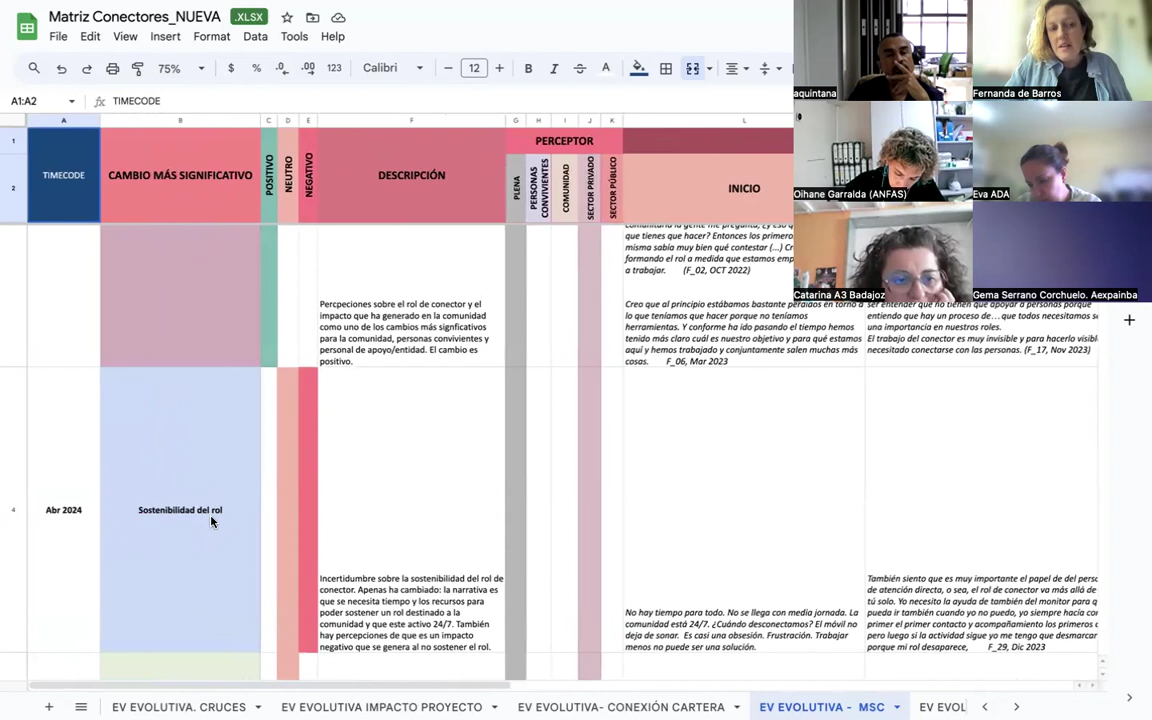 Matriz Conectores_NUEVA .XLSX
File Edit View Insert Format Data Tools Help
75% $ % .0 .00 123 Calibri 12 B I A
A1:A2 TIMECODE
A B C D E F G H I J K L
1
2
TIMECODE
CAMBIO MÁS SIGNIFICATIVO
POSITIVO
NEUTRO
NEGATIVO
DESCRIPCIÓN
PERCEPTOR
PLENA
PERSONAS
CONVIVIENTES
COMUNIDAD
SECTOR PRIVADO
SECTOR PÚBLICO
INICIO
que tienes que hacer? Entonces los primero
misma sabía muy bien qué contestar (...) Cr
formando el rol a medida que estamos emp
a trabajar. (F_02, OCT 2022)
Percpeciones sobre el rol de conector y el
impacto que ha generado en la comunidad
como uno de los cambios más signficativos
para la comunidad, personas convivientes y
personal de apoyo/entidad. El cambio es
positivo.
Creo que al principio estábamos bastante perdidos en torno a
lo que teníamos que hacer porque no teníamos
herramientas. Y conforme ha ido pasando el tiempo hemos
tenido más claro cuál es nuestro objetivo y para qué estamos
aquí y hemos trabajado y conjuntamente salen muchas más
cosas. F_06, Mar 2023
ser entender que no tienen que apoyar a personas
entiendo que hay un proceso de… que todos necesitamos s
una importancia en nuestros roles.
El trabajo del conector es muy invisible y para hacerlo visibl
necesitado conectarse con las personas. (F_17, Nov 2023)
4
Abr 2024
Sostenibilidad del rol
Incertidumbre sobre la sostenibilidad del rol de
conector. Apenas ha cambiado: la narrativa es
que se necesita tiempo y los recursos para
poder sostener un rol destinado a la
comunidad y que este activo 24/7. También
hay percepciones de que es un impacto
negativo que se genera al no sostener el rol.
No hay tiempo para todo. No se llega con media jornada. La
comunidad está 24/7. ¿Cuándo desconectamos? El móvil no
deja de sonar. Es casi una obsesión. Frustración. Trabajar
menos no puede ser una solución.
También siento que es muy importante el papel de del perso
de atención directa, o sea, el rol de conector va más allá de
tú solo. Yo necesito la ayuda de también del monitor para q
pueda ir también cuando yo no puedo, yo siempre hacía co
primer el primer contacto y acompañamiento los primeros d
pero luego si la actividad sigue yo me tengo que desmarcar
porque mi rol desaparece, F_29, Dic 2023
aquintana
Fernanda de Barros
Oihane Garralda (ANFAS)
Eva ADA
Catarina A3 Badajoz
Gema Serrano Corchuelo. Aexpainba
EV EVOLUTIVA. CRUCES
EV EVOLUTIVA IMPACTO PROYECTO
EV EVOLUTIVA- CONEXIÓN CARTERA
EV EVOLUTIVA - MSC
EV EVOL